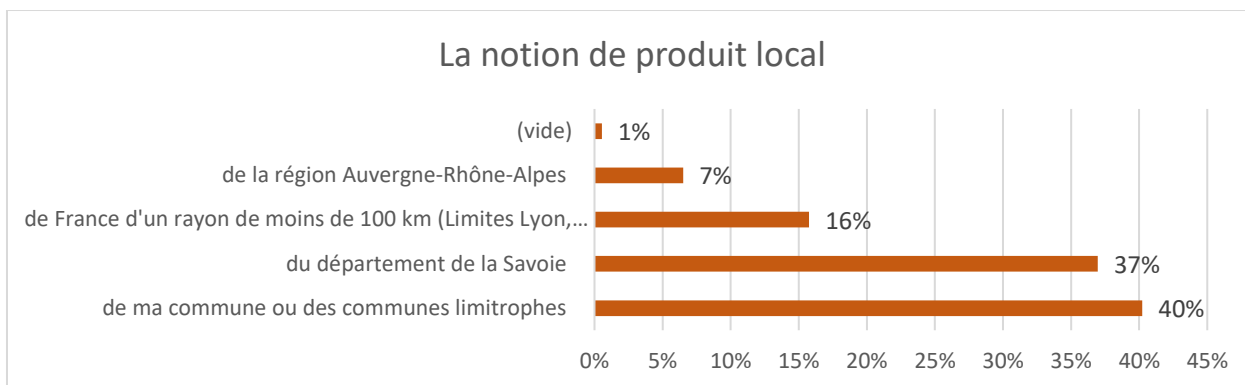 La notion de produit local
(vide) 1%
de la région Auvergne-Rhône-Alpes 7%
de France d'un rayon de moins de 100 km (Limites Lyon,... 16%
du département de la Savoie 37%
de ma commune ou des communes limitrophes 40%
0% 5% 10% 15% 20% 25% 30% 35% 40% 45%